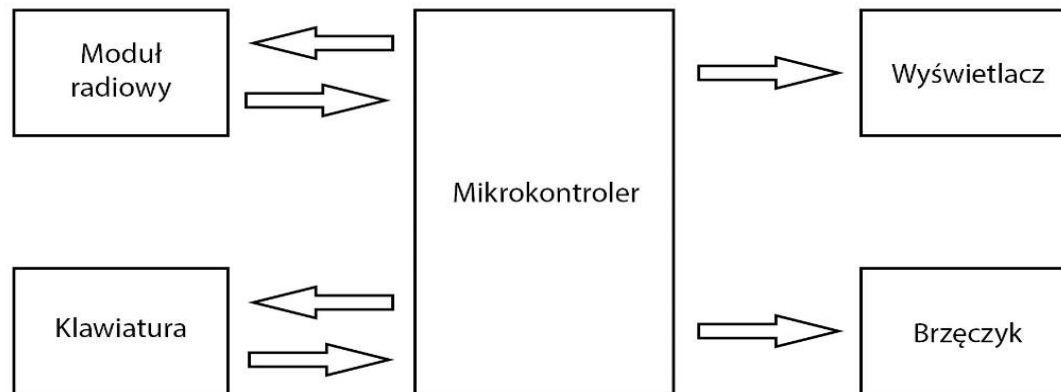 Moduł
radiowy
Mikrokontroler
Wyświetlacz
Klawiatura
Brzęczyk